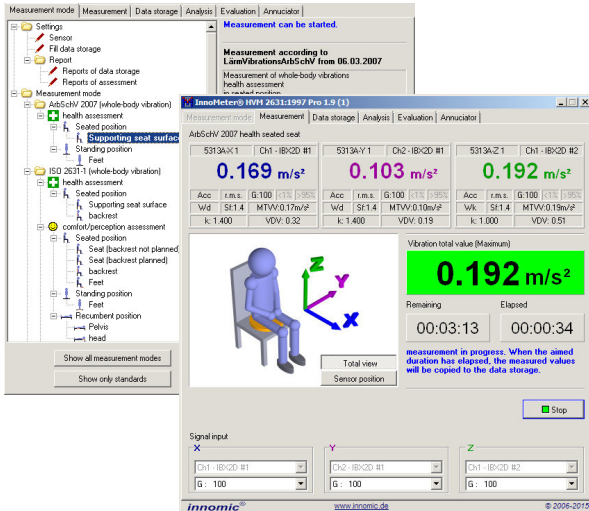 Measurement mode Measurement Data storage Analysis Evaluation Annuciator
Settings
Sensor
Fill data storage
Report
Reports of data storage
Reports of assessment
Measurement mode
ArbSchV 2007 (whole-body vibration)
health assessment
Seated position
Supporting seat surface
Standing position
Feet
ISO 2631-1 (whole-body vibration)
health assessment
Seated position
Supporting seat surface
backrest
comfort/perception assessment
Seated position
Seat (backrest not planned)
Seat (backrest planned)
backrest
Feet
Standing position
Feet
Recumbent position
Pelvis
head
Show all measurement modes
Show only standards
Measurement can be started.
Measurement according to
LärmVibrationsArbSchV from 06.03.2007
Measurement of whole-body vibrations
health assessment
in seated position
InnoMeter® HVM 2631:1997 Pro 1.9 (1)
Measurement mode Measurement Data storage Analysis Evaluation Annuciator
ArbSchV 2007 health seated seat
5313A-X 1 Ch1 - IBX2D #1 5313A-Y 1 Ch2 - IBX2D #1 5313A-Z 1 Ch1 - IBX2D #2
0.169 m/s² 0.103 m/s² 0.192 m/s²
Acc r.m.s. G:100 <1% >95% Acc r.m.s. G:100 <1% >95% Acc r.m.s. G:100 <1% >95%
Wd Sf:1.4 MTVV:0.17m/s² Wd Sf:1.4 MTVV:0.10m/s² Wk Sf:1.4 MTVV:0.19m/s²
k: 1.400 VDV: 0.32 k: 1.400 VDV: 0.19 k: 1.000 VDV: 0.51
Z
Y
X
Total view
Sensor position
Vibration total value (Maximum)
0.192 m/s²
Remaining Elapsed
00:03:13 00:00:34
measurement in progress. When the aimed
duration has elapsed, the measured values
will be copied to the data storage.
Stop
Signal input
X Y Z
Ch1 - IBX2D #1 Ch2 - IBX2D #1 Ch1 - IBX2D #2
G : 100 G : 100 G : 100
innomic® www.innomic.de © 2006-2015